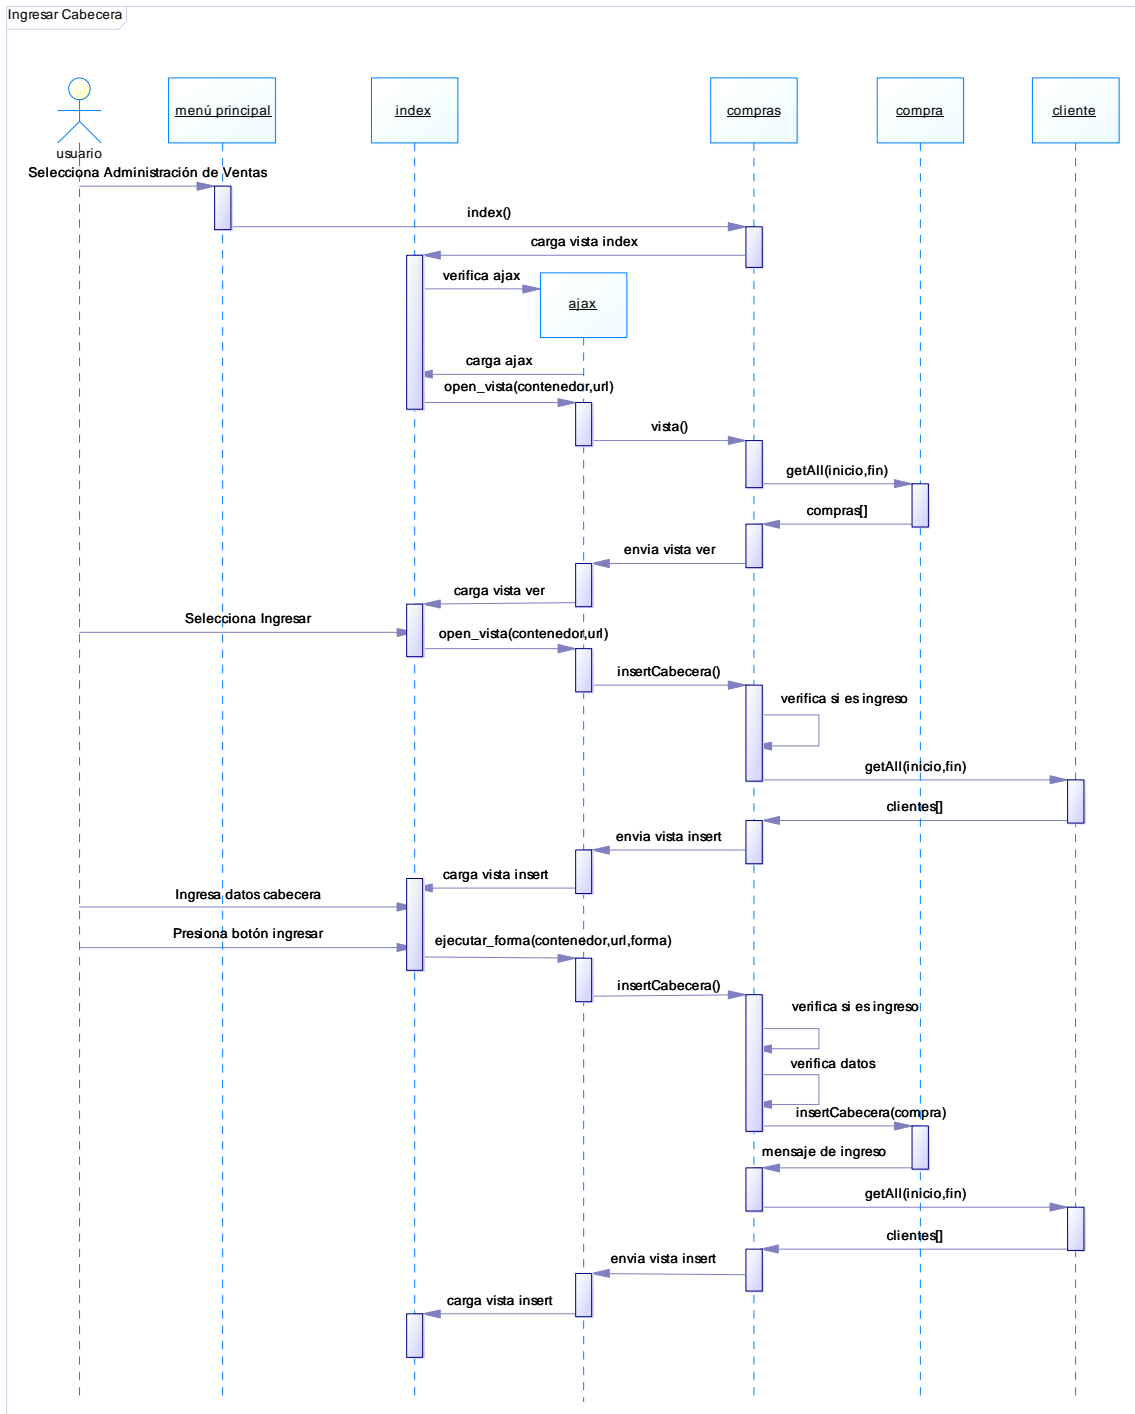 Ingresar Cabecera
menú principal
index
compras
compra
cliente
usuario
Selecciona Administración de Ventas
index()
carga vista index
verifica ajax
ajax
carga ajax
open_vista(contenedor,url)
vista()
getAll(inicio,fin)
compras[]
envia vista ver
carga vista ver
Selecciona Ingresar
open_vista(contenedor,url)
insertCabecera()
verifica si es ingreso
getAll(inicio,fin)
clientes[]
envia vista insert
carga vista insert
Ingresa datos cabecera
Presiona botón ingresar
ejecutar_forma(contenedor,url,forma)
insertCabecera()
verifica si es ingreso
verifica datos
insertCabecera(compra)
mensaje de ingreso
getAll(inicio,fin)
clientes[]
envia vista insert
carga vista insert